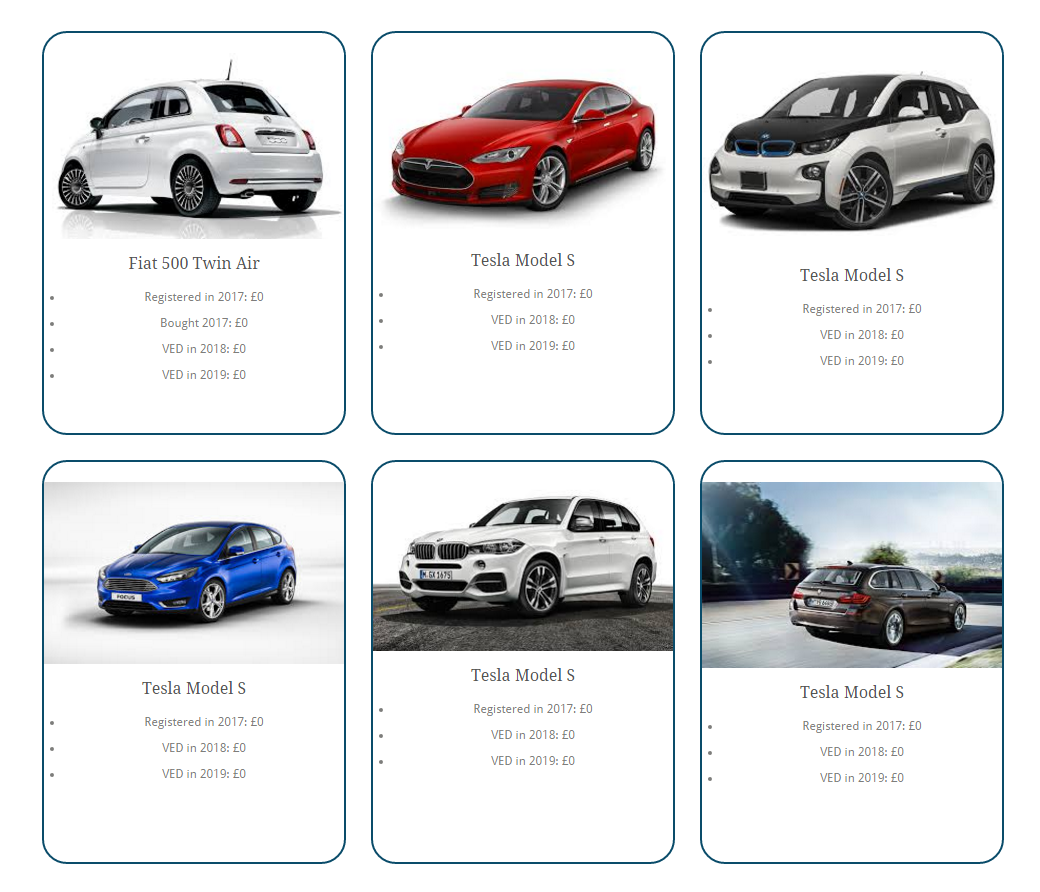 Fiat 500 Twin Air
Registered in 2017: £0
Bought 2017: £0
VED in 2018: £0
VED in 2019: £0
Tesla Model S
Registered in 2017: £0
VED in 2018: £0
VED in 2019: £0
Tesla Model S
Registered in 2017: £0
VED in 2018: £0
VED in 2019: £0
FOCUS
Tesla Model S
Registered in 2017: £0
VED in 2018: £0
VED in 2019: £0
M GX 1675
Tesla Model S
Registered in 2017: £0
VED in 2018: £0
VED in 2019: £0
Tesla Model S
Registered in 2017: £0
VED in 2018: £0
VED in 2019: £0